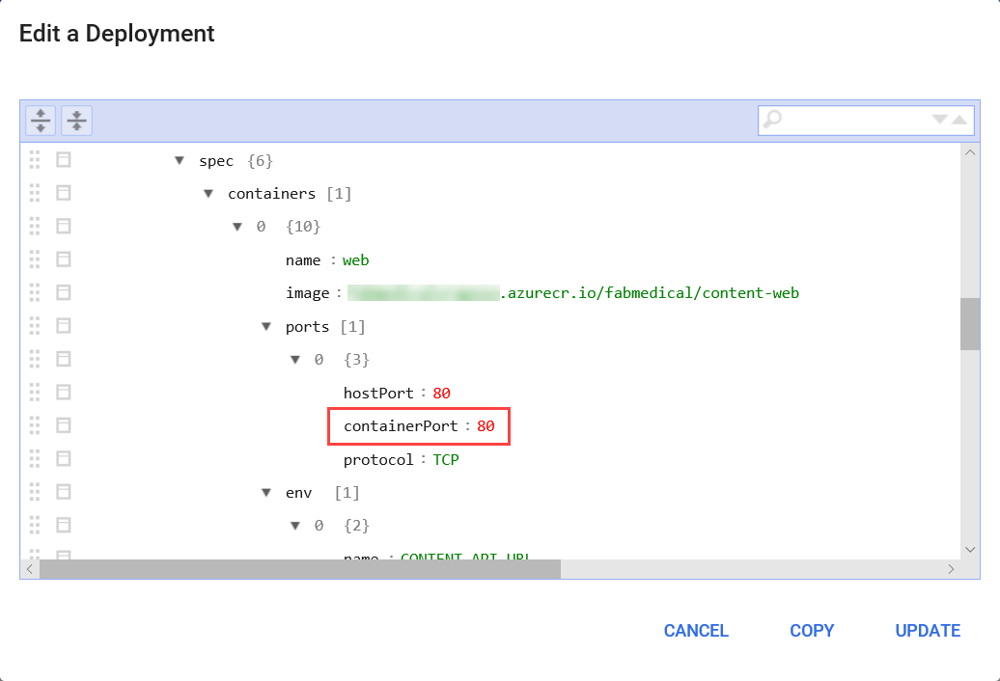 Edit a Deployment
spec {6}
containers [1]
0 {10}
name : web
image : .azurecr.io/fabmedical/content-web
ports [1]
0 {3}
hostPort : 80
containerPort : 80
protocol : TCP
env [1]
0 {2}
name : CONTENT_API_URL
CANCEL COPY UPDATE